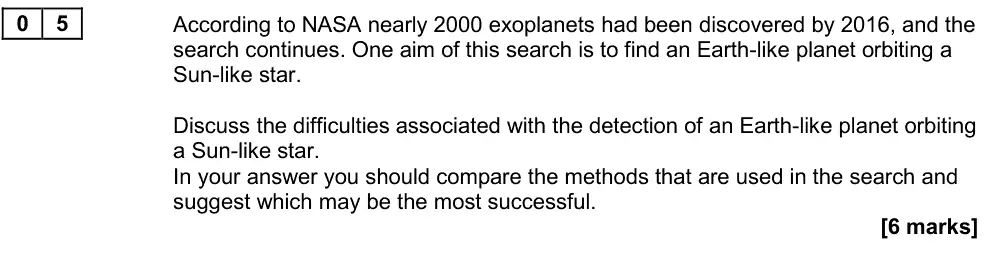 0 5 According to NASA nearly 2000 exoplanets had been discovered by 2016, and the
search continues. One aim of this search is to find an Earth-like planet orbiting a
Sun-like star.
Discuss the difficulties associated with the detection of an Earth-like planet orbiting
a Sun-like star.
In your answer you should compare the methods that are used in the search and
suggest which may be the most successful.
[6 marks]